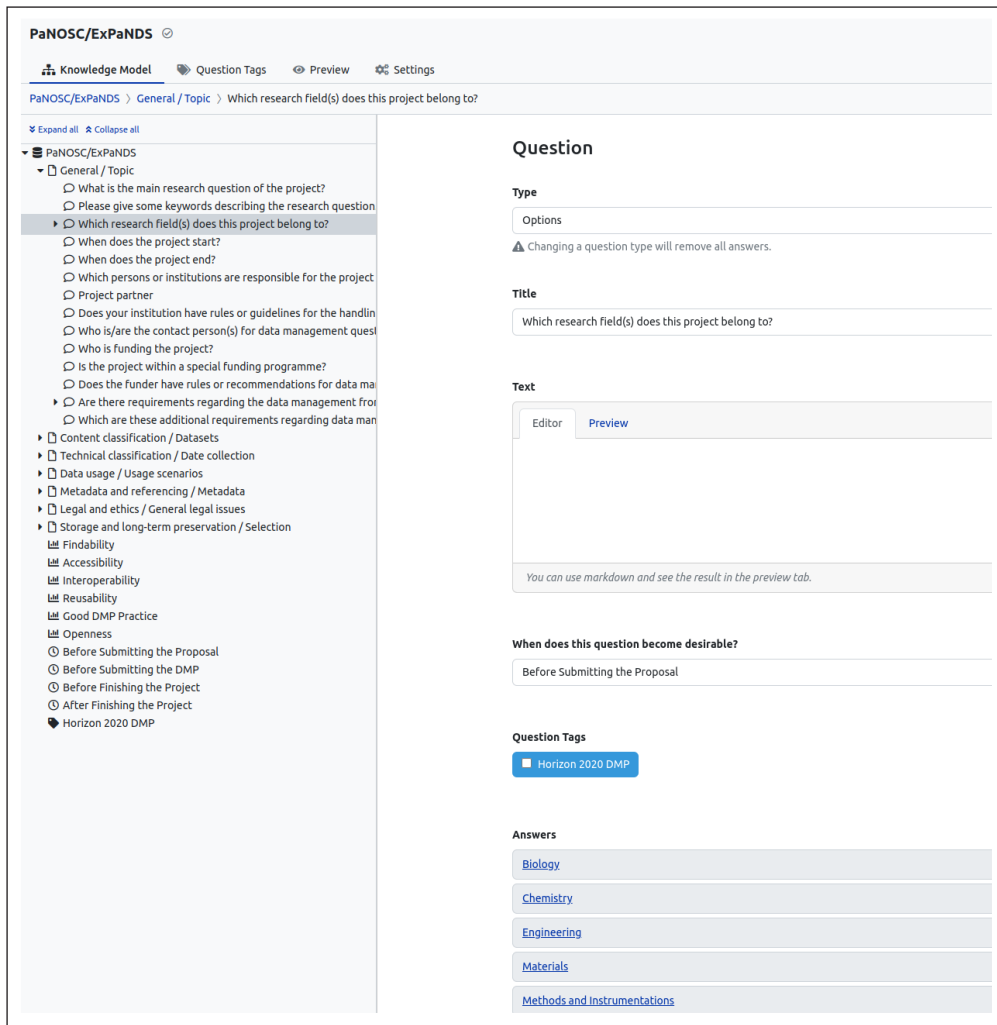 PaNOSC/ExPaNDS
Knowledge Model Question Tags Preview Settings
PaNOSC/ExPaNDS > General / Topic > Which research field(s) does this project belong to?
Expand all Collapse all
PaNOSC/ExPaNDS
General / Topic
What is the main research question of the project?
Please give some keywords describing the research question
Which research field(s) does this project belong to?
When does the project start?
When does the project end?
Which persons or institutions are responsible for the project
Project partner
Does your institution have rules or guidelines for the handlin
Who is/are the contact person(s) for data management quest
Who is funding the project?
Is the project within a special funding programme?
Does the funder have rules or recommendations for data ma
Are there requirements regarding the data management fro
Which are these additional requirements regarding data man
Content classification / Datasets
Technical classification / Date collection
Data usage / Usage scenarios
Metadata and referencing / Metadata
Legal and ethics / General legal issues
Storage and long-term preservation / Selection
Findability
Accessibility
Interoperability
Reusability
Good DMP Practice
Openness
Before Submitting the Proposal
Before Submitting the DMP
Before Finishing the Project
After Finishing the Project
Horizon 2020 DMP
Question
Type
Options
Changing a question type will remove all answers.
Title
Which research field(s) does this project belong to?
Text
Editor Preview
You can use markdown and see the result in the preview tab.
When does this question become desirable?
Before Submitting the Proposal
Question Tags
Horizon 2020 DMP
Answers
Biology
Chemistry
Engineering
Materials
Methods and Instrumentations